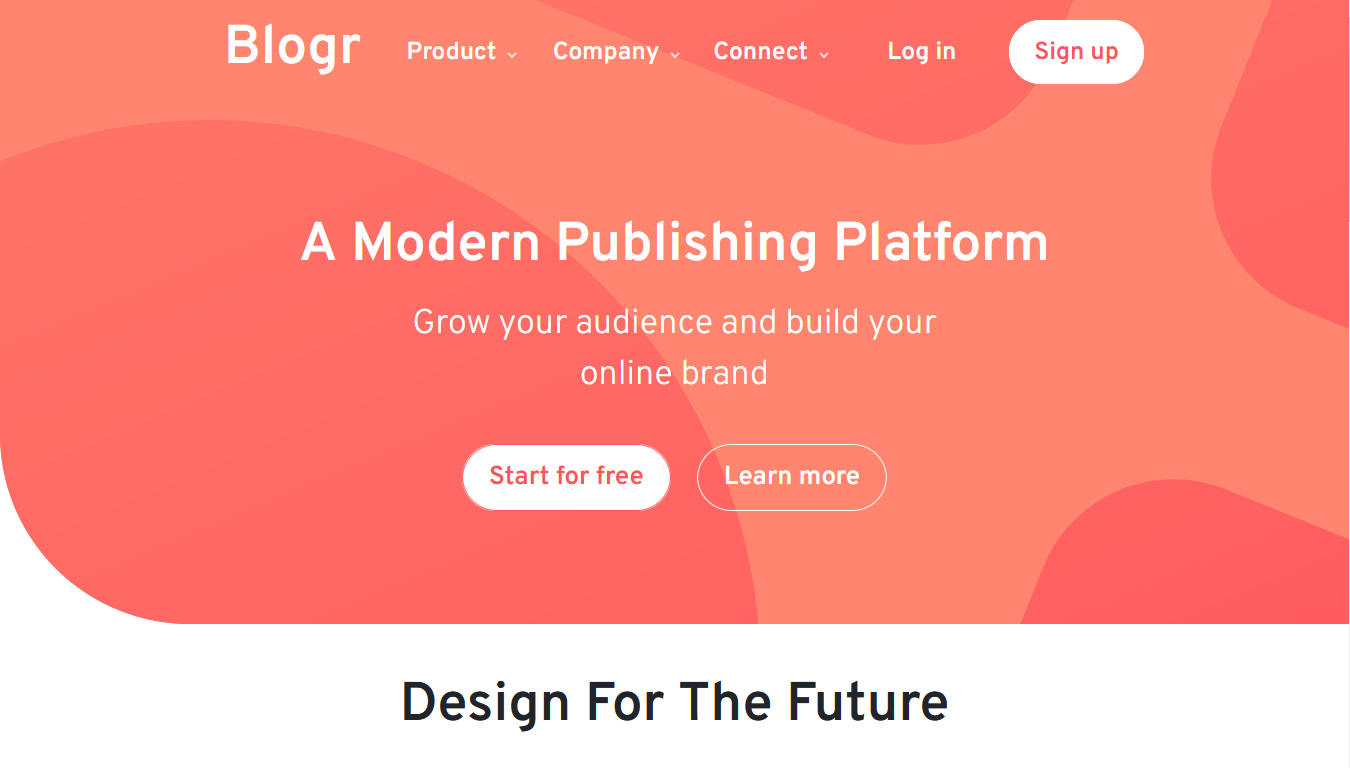 Blogr Product Company Connect Log in Sign up
A Modern Publishing Platform
Grow your audience and build your
online brand
Start for free Learn more
Design For The Future